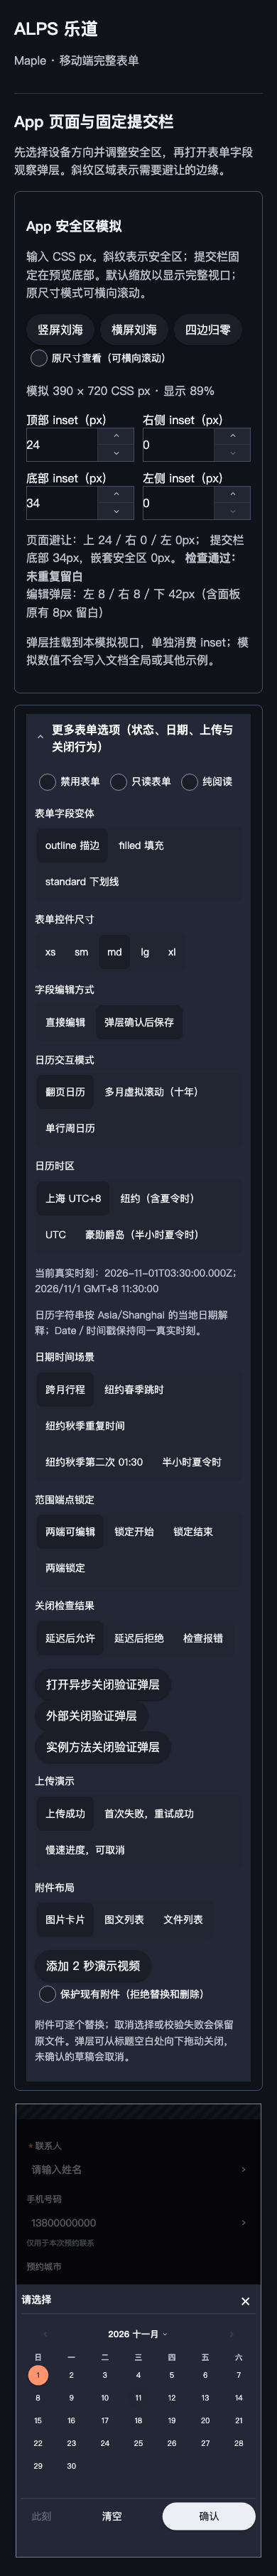 ALPS 乐道
Maple · 移动端完整表单
App 页面与固定提交栏
先选择设备方向并调整安全区，再打开表单字
段观察弹层。斜纹区域表示需要避让的边缘。
App 安全区模拟
输入 CSS px。斜纹表示安全区；提交栏固
定在预览底部。默认缩放以显示完整视口；
原尺寸模式可横向滚动。
竖屏刘海 横屏刘海 四边归零
原尺寸查看（可横向滚动）
模拟 390 × 720 CSS px · 显示 89%
顶部 inset（px） 右侧 inset（px）
24 0
底部 inset（px） 左侧 inset（px）
34 0
页面避让：上 24 / 右 0 / 左 0px； 提交栏
底部 34px，嵌套安全区 0px。 检查通过：
未重复留白
编辑弹层：左 8 / 右 8 / 下 42px（含面板
原有 8px 留白）
弹层挂载到本模拟视口，单独消费 inset；模
拟数值不会写入文档全局或其他示例。
更多表单选项（状态、日期、上传与
关闭行为）
禁用表单 只读表单 纯阅读
表单字段变体
outline 描边 filled 填充
standard 下划线
表单控件尺寸
xs sm md lg xl
字段编辑方式
直接编辑 弹层确认后保存
日历交互模式
翻页日历 多月虚拟滚动（十年）
单行周日历
日历时区
上海 UTC+8 纽约（含夏令时）
UTC 豪勋爵岛（半小时夏令时）
当前真实时刻：2026-11-01T03:30:00.000Z；
2026/11/1 GMT+8 11:30:00
日历字符串按 Asia/Shanghai 的当地日期解
释；Date / 时间戳保持同一真实时刻。
日期时间场景
跨月行程 纽约春季跳时
纽约秋季重复时间
纽约秋季第二次 01:30 半小时夏令时
范围端点锁定
两端可编辑 锁定开始 锁定结束
两端锁定
关闭检查结果
延迟后允许 延迟后拒绝 检查报错
打开异步关闭验证弹层
外部关闭验证弹层
实例方法关闭验证弹层
上传演示
上传成功 首次失败，重试成功
慢速进度，可取消
附件布局
图片卡片 图文列表 文件列表
添加 2 秒演示视频
保护现有附件（拒绝替换和删除）
附件可逐个替换；取消选择或校验失败会保留
原文件。弹层可从标题空白处向下拖动关闭，
未确认的草稿会取消。
* 联系人
请输入姓名
手机号码
13800000000
仅用于本次预约联系
预约城市
请选择
2026 十一月
日 一 二 三 四 五 六
1 2 3 4 5 6 7
8 9 10 11 12 13 14
15 16 17 18 19 20 21
22 23 24 25 26 27 28
29 30
此刻 清空 确认